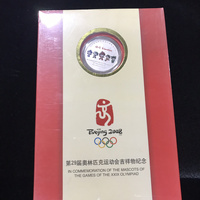 Beijing 2008
第29届奥林匹克运动会吉祥物纪念
IN COMMEMORATION OF THE MASCOTS OF
THE GAMES OF THE XXIX OLYMPIAD